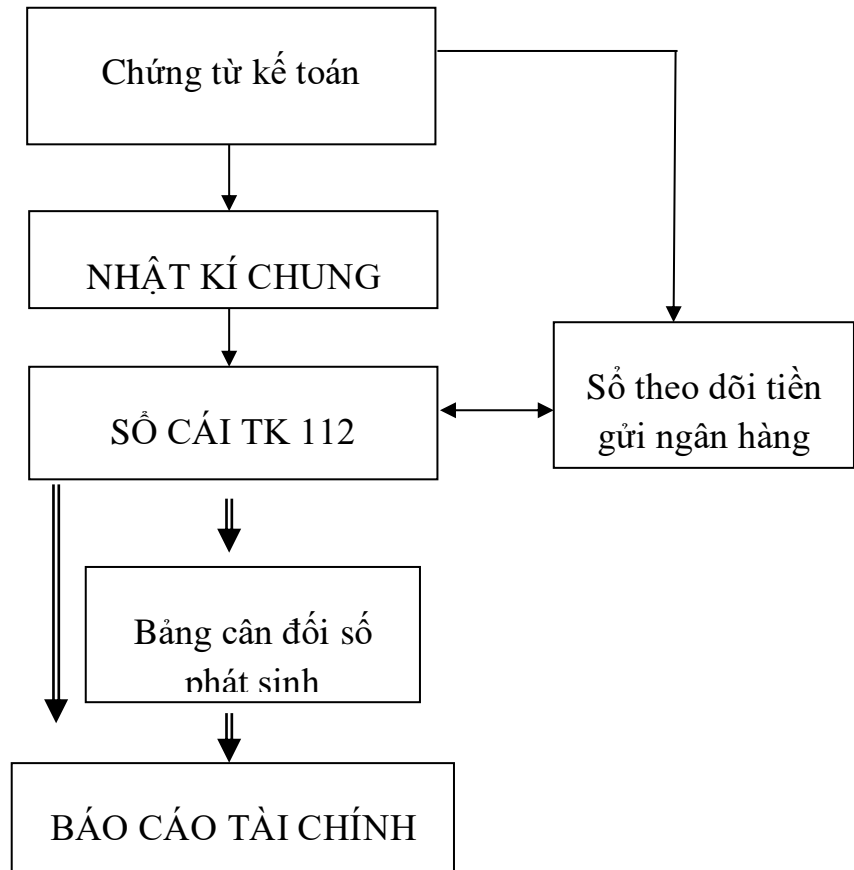 Chứng từ kế toán
NHẬT KÍ CHUNG
SỔ CÁI TK 112
Sổ theo dõi tiền
gửi ngân hàng
Bảng cân đối số
phát sinh
BÁO CÁO TÀI CHÍNH